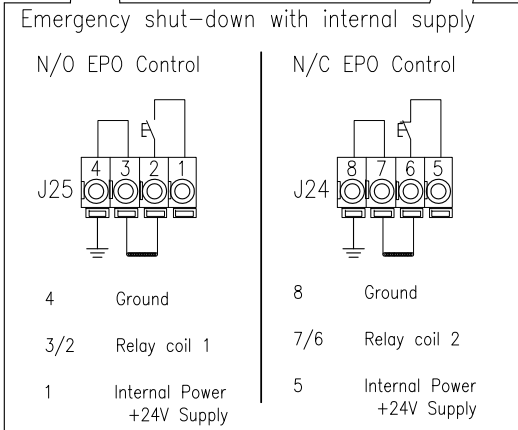 Emergency shut-down with internal supply
N/O EPO Control
4 3 2 1
J25
4 Ground
3/2 Relay coil 1
1 Internal Power
+24V Supply
N/C EPO Control
8 7 6 5
J24
8 Ground
7/6 Relay coil 2
5 Internal Power
+24V Supply